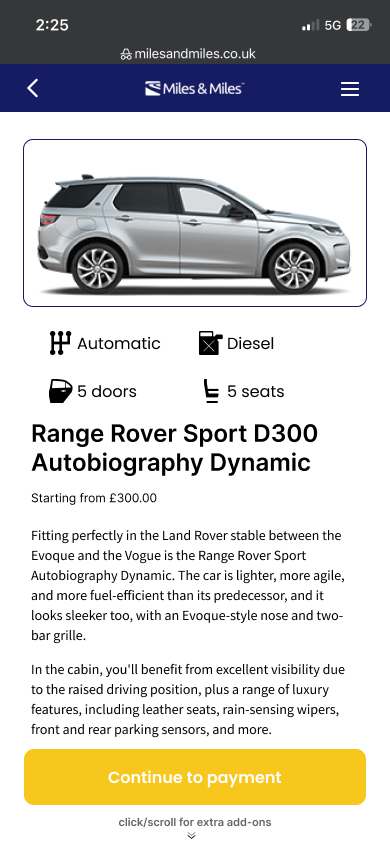 2:25
5G 22
milesandmiles.co.uk
Miles & Miles
Automatic
Diesel
5 doors
5 seats
Range Rover Sport D300
Autobiography Dynamic
Starting from £300.00
Fitting perfectly in the Land Rover stable between the
Evoque and the Vogue is the Range Rover Sport
Autobiography Dynamic. The car is lighter, more agile,
and more fuel-efficient than its predecessor, and it
looks sleeker too, with an Evoque-style nose and two-
bar grille.
In the cabin, you'll benefit from excellent visibility due
to the raised driving position, plus a range of luxury
features, including leather seats, rain-sensing wipers,
front and rear parking sensors, and more.
Continue to payment
click/scroll for extra add-ons